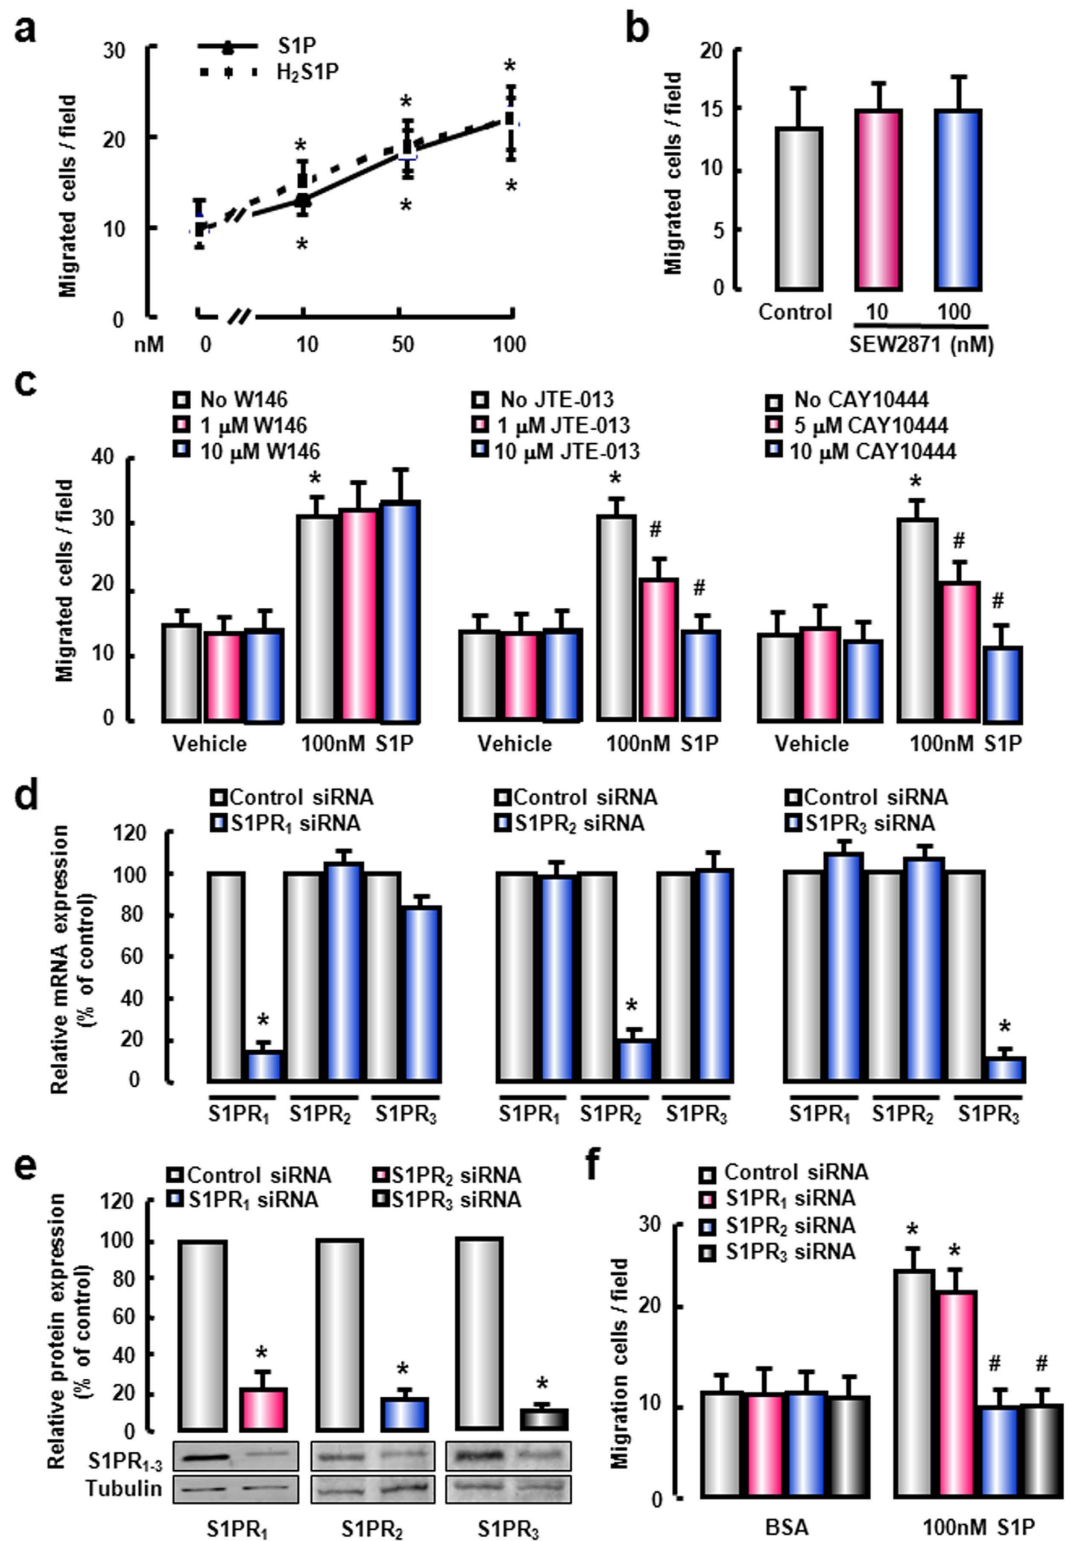 a
30
20
10
0
Migrated cells / field
S1P
H₂S1P
* * *
* * *
nM 0 10 50 100
b
20
15
10
5
0
Migrated cells / field
Control 10 100
SEW2871 (nM)
c
No W146
1 μM W146
10 μM W146
No JTE-013
1 μM JTE-013
10 μM JTE-013
No CAY10444
5 μM CAY10444
10 μM CAY10444
40
30
20
10
0
Migrated cells / field
*
* # #
* # #
Vehicle 100nM S1P Vehicle 100nM S1P Vehicle 100nM S1P
d
Control siRNA
S1PR₁ siRNA
Control siRNA
S1PR₂ siRNA
Control siRNA
S1PR₃ siRNA
120
100
80
60
40
20
0
Relative mRNA expression
(% of control)
* * *
S1PR₁ S1PR₂ S1PR₃ S1PR₁ S1PR₂ S1PR₃ S1PR₁ S1PR₂ S1PR₃
e
Control siRNA
S1PR₁ siRNA
S1PR₂ siRNA
S1PR₃ siRNA
120
100
80
60
40
20
0
Relative protein expression
(% of control)
* * *
S1PR₁₋₃
Tubulin
S1PR₁ S1PR₂ S1PR₃
f
Control siRNA
S1PR₁ siRNA
S1PR₂ siRNA
S1PR₃ siRNA
30
20
10
0
Migration cells / field
* * # #
BSA 100nM S1P